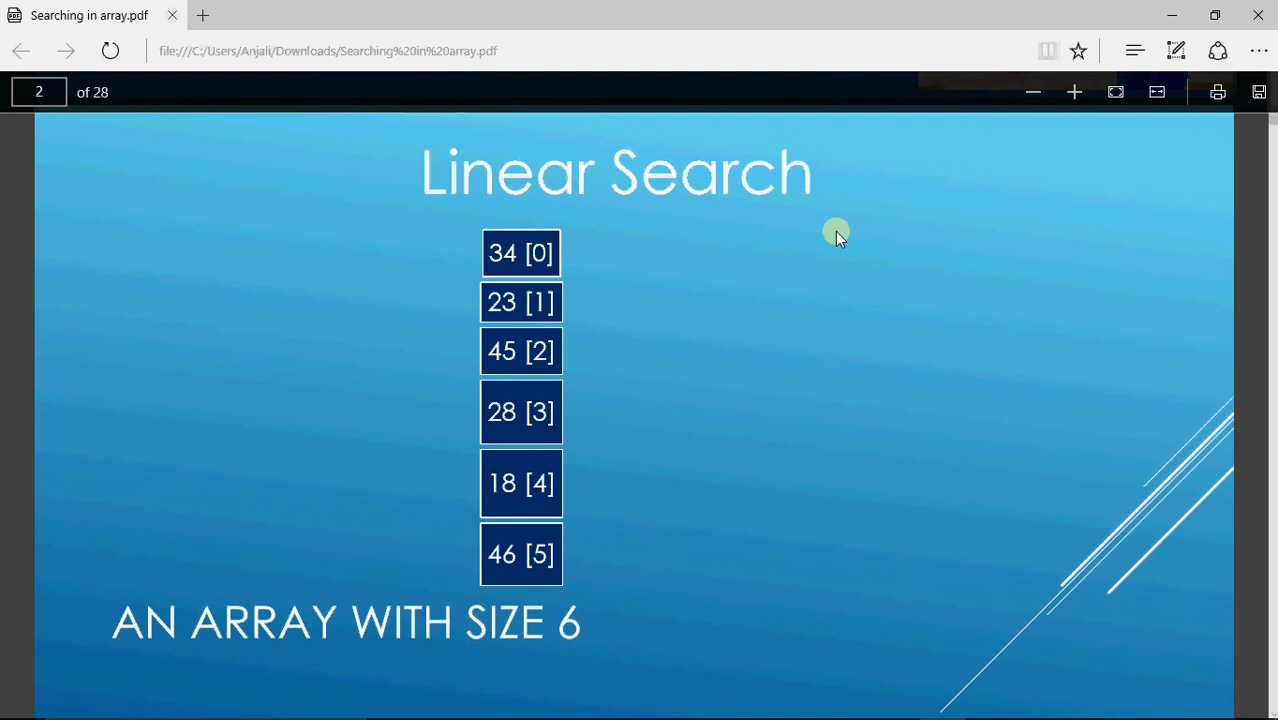 Searching in array.pdf
file:///C:/Users/Anjali/Downloads/Searching%20in%20array.pdf
2 of 28
Linear Search
34 [0]
23 [1]
45 [2]
28 [3]
18 [4]
46 [5]
AN ARRAY WITH SIZE 6